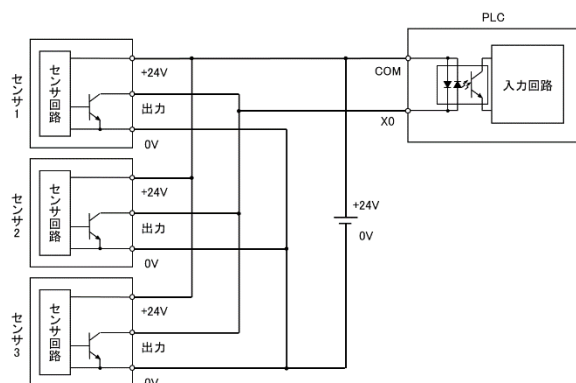 PLC
センサ1
センサ回路
+24V
出力
0V
COM
X0
入力回路
センサ2
センサ回路
+24V
出力
0V
+24V
0V
センサ3
センサ回路
+24V
出力
0V